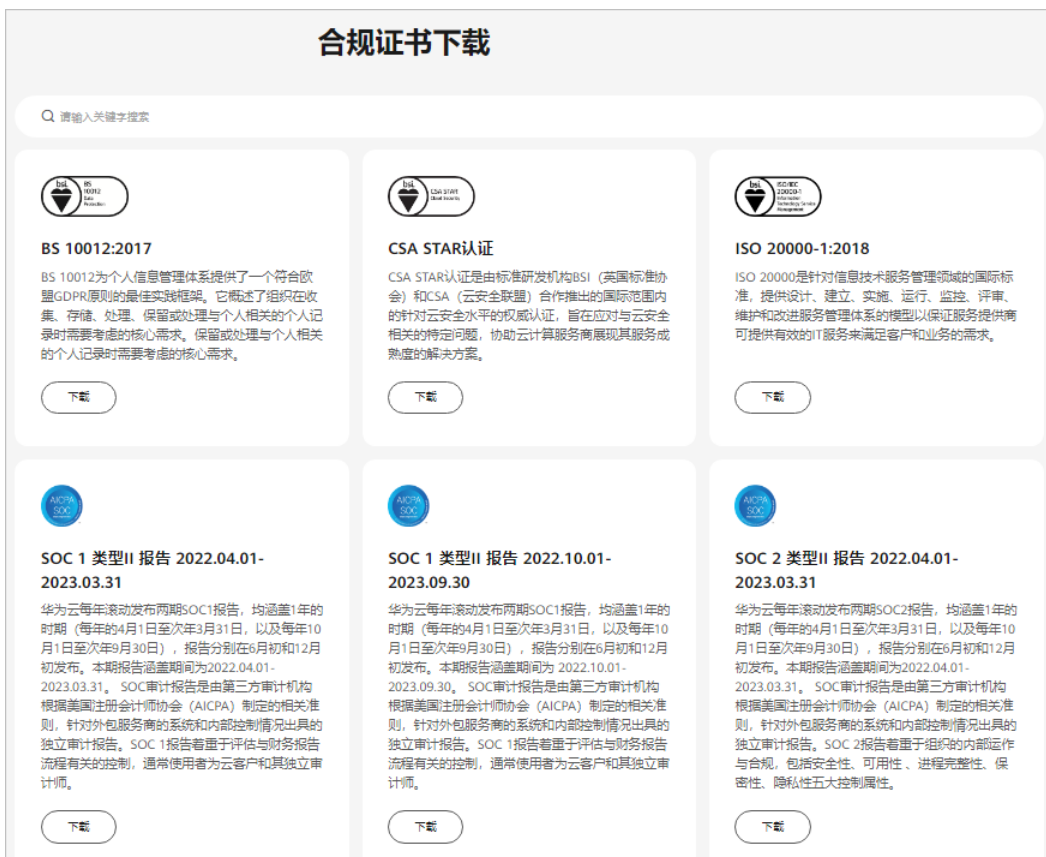 合规证书下载
请输入关键字搜索
bsi.
BS
10012
Data
Protection
bsi.
CSA STAR
Cloud Security
bsi.
ISO/IEC
20000-1
Information
Technology Service
Management
BS 10012:2017
CSA STAR认证
ISO 20000-1:2018
BS 10012为个人信息管理体系提供了一个符合欧
盟GDPR原则的最佳实践框架。它概述了组织在收
集、存储、处理、保留或处理与个人相关的个人记
录时需要考虑的核心需求。保留或处理与个人相关
的个人记录时需要考虑的核心需求。
CSA STAR认证是由标准研发机构BSI（英国标准协
会）和CSA（云安全联盟）合作推出的国际范围内
的针对云安全水平的权威认证，旨在应对与云安全
相关的特定问题，协助云计算服务商展现其服务成
熟度的解决方案。
ISO 20000是针对信息技术服务管理领域的国际标
准，提供设计、建立、实施、运行、监控、评审、
维护和改进服务管理体系的模型以保证服务提供商
可提供有效的IT服务来满足客户和业务的需求。
下载
下载
下载
AICPA
SOC
AICPA
SOC
AICPA
SOC
SOC 1 类型II 报告 2022.04.01-
2023.03.31
华为云每年滚动发布两期SOC1报告，均涵盖1年的
时期（每年的4月1日至次年3月31日，以及每年10
月1日至次年9月30日），报告分别在6月初和12月
初发布。本期报告涵盖期间为2022.04.01-
2023.03.31。 SOC审计报告是由第三方审计机构
根据美国注册会计师协会（AICPA）制定的相关准
则，针对外包服务商的系统和内部控制情况出具的
独立审计报告。SOC 1报告着重于评估与财务报告
流程有关的控制，通常使用者为云客户和其独立审
计师。
下载
SOC 1 类型II 报告 2022.10.01-
2023.09.30
华为云每年滚动发布两期SOC1报告，均涵盖1年的
时期（每年的4月1日至次年3月31日，以及每年10
月1日至次年9月30日），报告分别在6月初和12月
初发布。本期报告涵盖期间为 2022.10.01-
2023.09.30。 SOC审计报告是由第三方审计机构
根据美国注册会计师协会（AICPA）制定的相关准
则，针对外包服务商的系统和内部控制情况出具的
独立审计报告。SOC 1报告着重于评估与财务报告
流程有关的控制，通常使用者为云客户和其独立审
计师。
下载
SOC 2 类型II 报告 2022.04.01-
2023.03.31
华为云每年滚动发布两期SOC2报告，均涵盖1年的
时期（每年的4月1日至次年3月31日，以及每年10
月1日至次年9月30日），报告分别在6月初和12月
初发布。本期报告涵盖期间为2022.04.01-
2023.03.31。 SOC审计报告是由第三方审计机构
根据美国注册会计师协会（AICPA）制定的相关准
则，针对外包服务商的系统和内部控制情况出具的
独立审计报告。SOC 2报告着重于组织的内部运作
与合规，包括安全性、可用性 、进程完整性、保
密性、隐私性五大控制属性。
下载